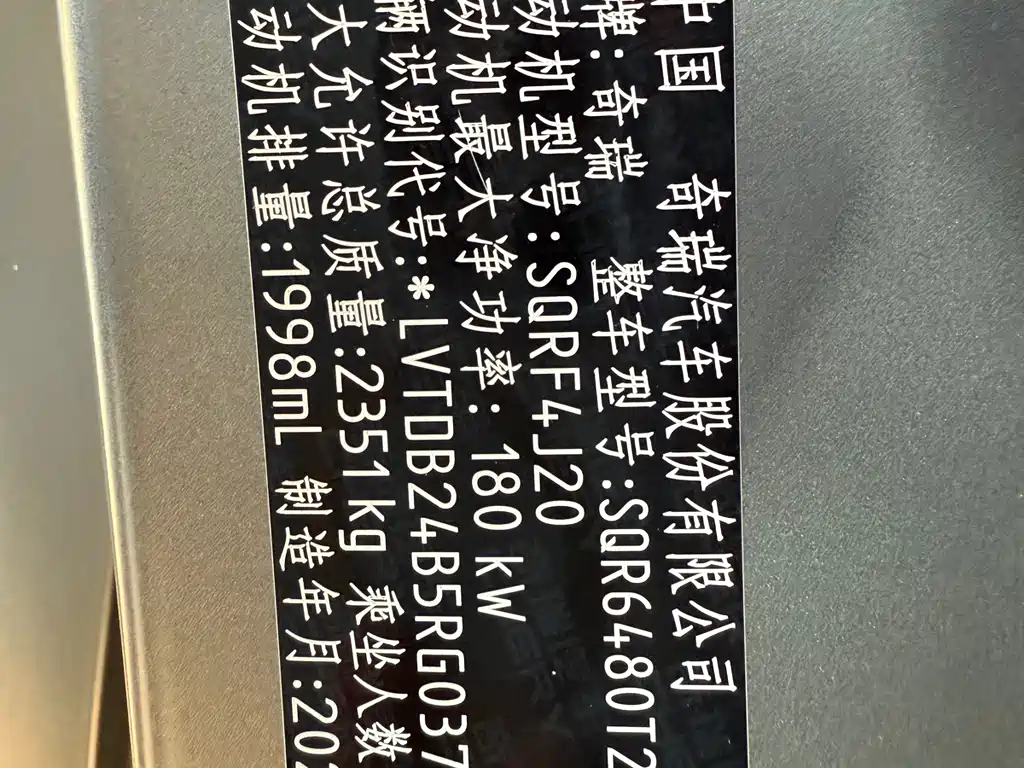 中国 奇瑞汽车股份有限公司
牌:奇瑞 整车型号:SQR6480T2
动机型号:SQRF4J20
动机最大净功率:180 kW
辆识别代号:*LVTDB24B5RG037
大允许总质量:2351kg 乘坐人数
动机排量:1998mL 制造年月:202